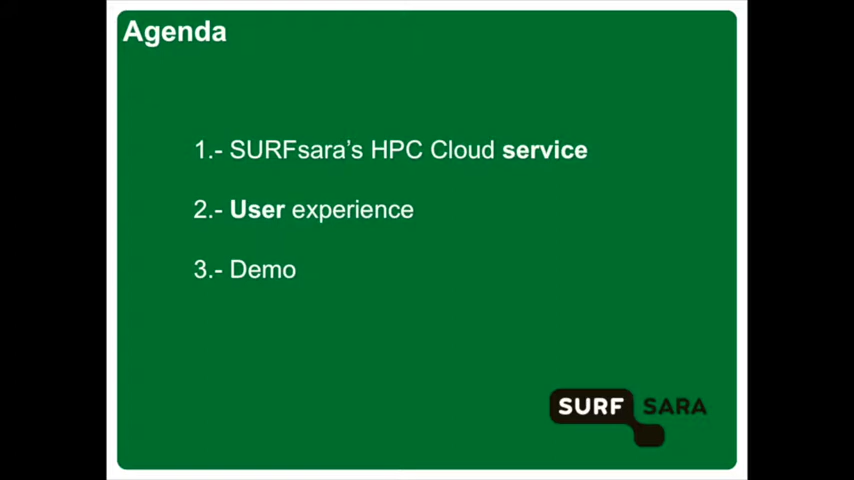 Agenda
1.- SURFsara’s HPC Cloud service
2.- User experience
3.- Demo
SURF SARA